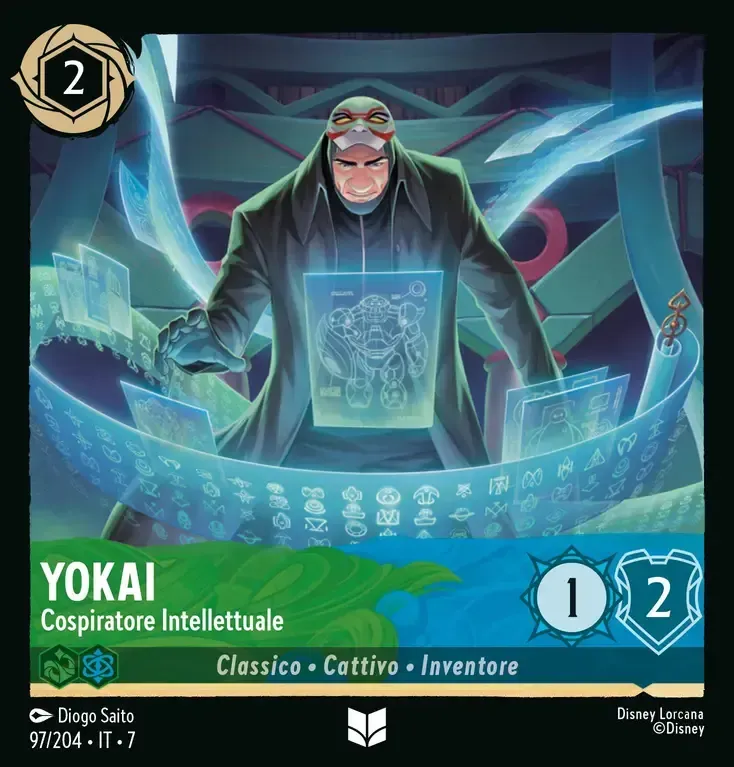 2
YOKAI
Cospiratore Intellettuale
1
2
Classico • Cattivo • Inventore
Diogo Saito
97/204 • IT • 7
Disney Lorcana
©Disney